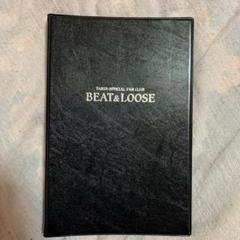 TAKUI OFFICIAL FAN CLUB
BEAT&LOOSE